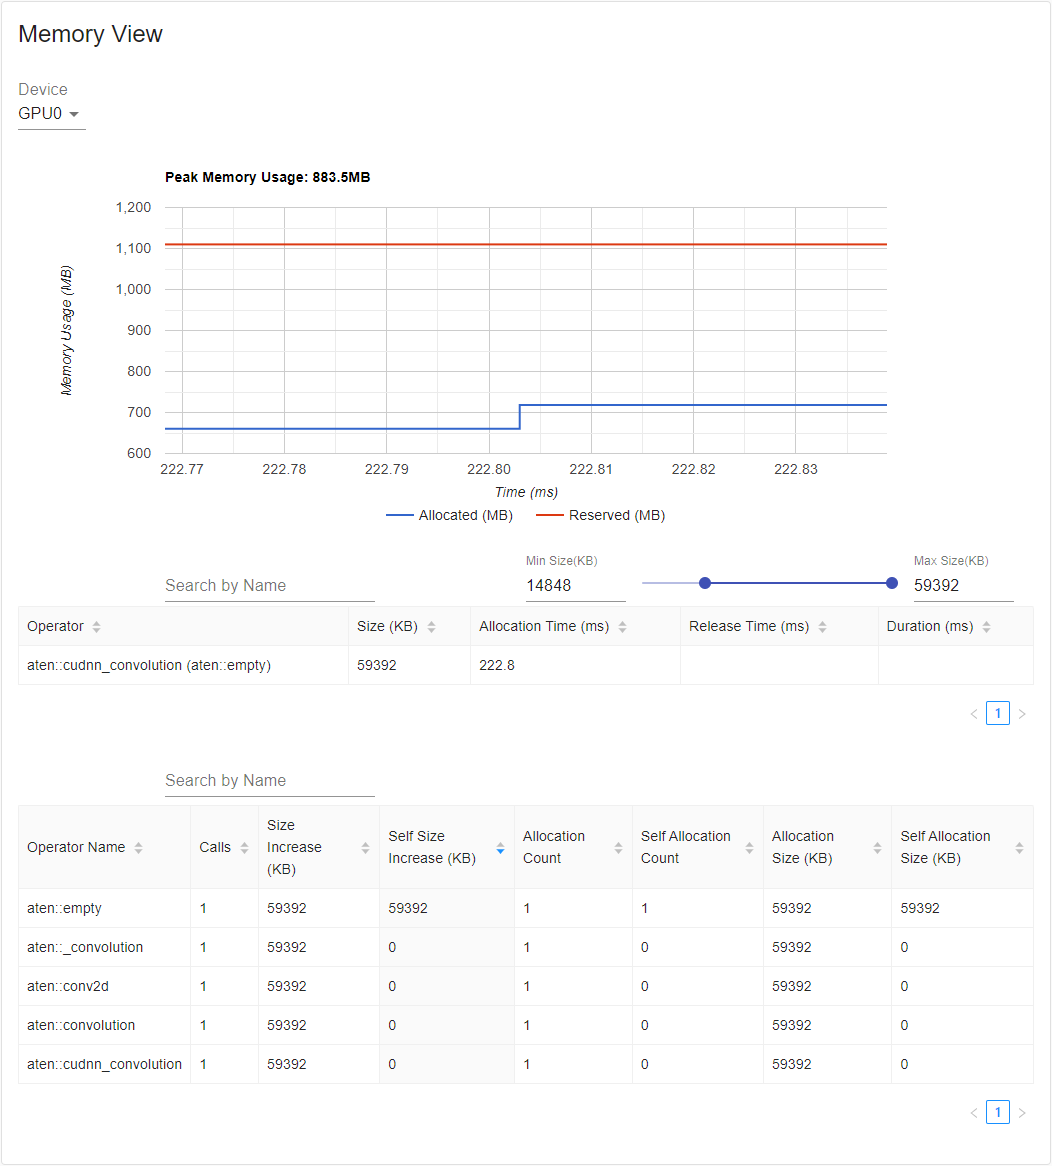 Memory View
Device
GPU0
Peak Memory Usage: 883.5MB
1,200
1,100
1,000
900
800
700
600
Memory Usage (MB)
222.77 222.78 222.79 222.80 222.81 222.82 222.83
Time (ms)
Allocated (MB) Reserved (MB)
Search by Name
Min Size(KB)
14848
Max Size(KB)
59392
Operator Size (KB) Allocation Time (ms) Release Time (ms) Duration (ms)
aten::cudnn_convolution (aten::empty) 59392 222.8
< 1 >
Search by Name
Operator Name Calls Size Increase (KB) Self Size Increase (KB) Allocation Count Self Allocation Count Allocation Size (KB) Self Allocation Size (KB)
aten::empty 1 59392 59392 1 1 59392 59392
aten::_convolution 1 59392 0 1 0 59392 0
aten::conv2d 1 59392 0 1 0 59392 0
aten::convolution 1 59392 0 1 0 59392 0
aten::cudnn_convolution 1 59392 0 1 0 59392 0
< 1 >